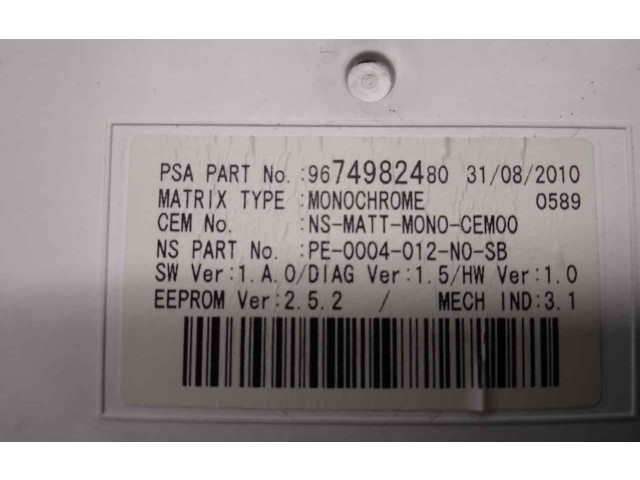 PSA PART No.:9674982480 31/08/2010
MATRIX TYPE :MONOCHROME 0589
CEM No. :NS-MATT-MONO-CEM00
NS PART No. :PE-0004-012-N0-SB
SW Ver:1.A.0/DIAG Ver:1.5/HW Ver:1.0
EEPROM Ver:2.5.2 / MECH IND:3.1